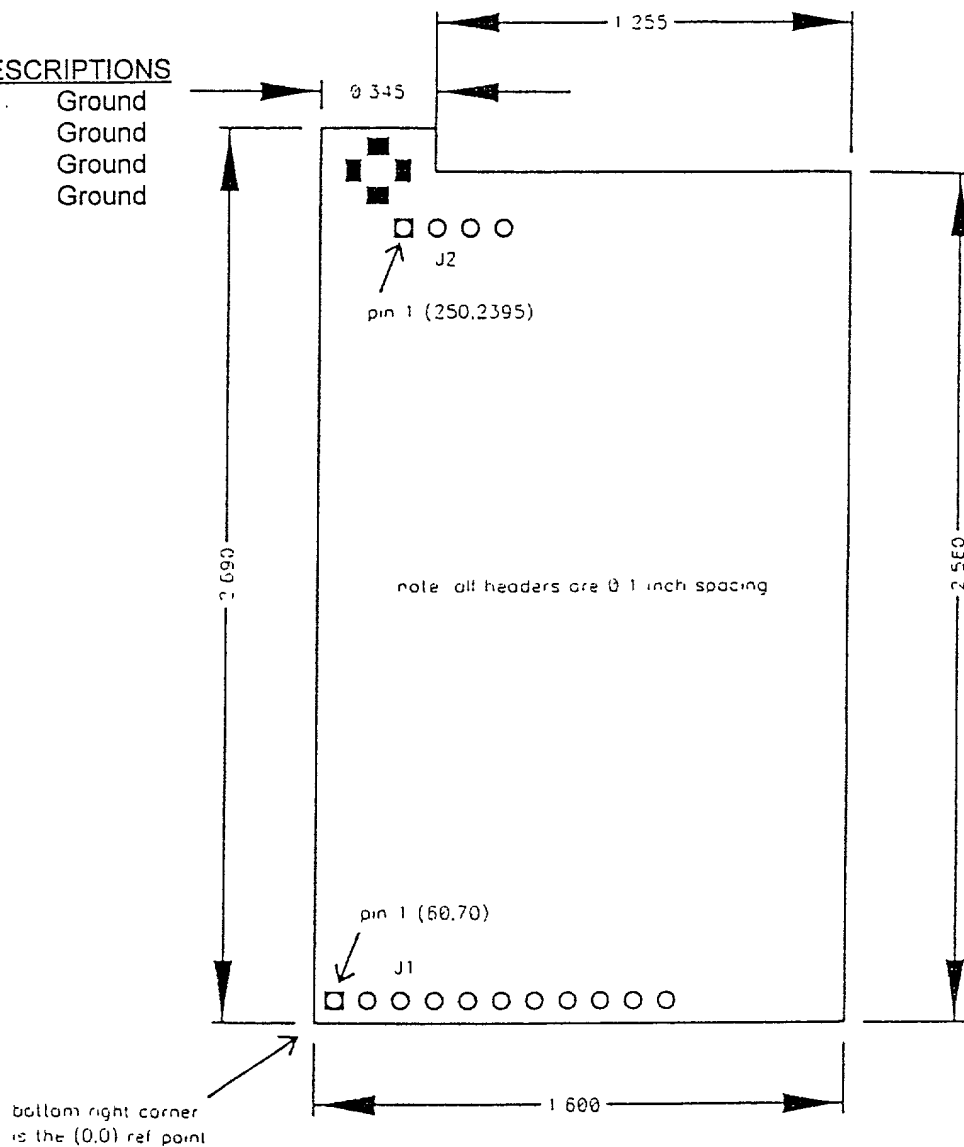 1 255
ESCRIPTIONS
0 345
Ground
Ground
Ground
Ground
J2
pin 1 (250,2395)
2 690
2 560
note all headers are 0 1 inch spacing
pin 1 (60,70)
J1
1 600
bottom right corner
is the (0,0) ref point